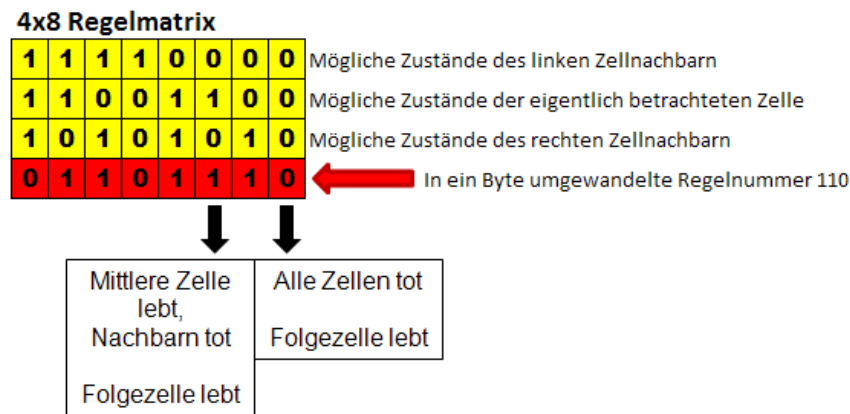 4x8 Regelmatrix
1 1 1 1 0 0 0 0 Mögliche Zustände des linken Zellnachbarn
1 1 0 0 1 1 0 0 Mögliche Zustände der eigentlich betrachteten Zelle
1 0 1 0 1 0 1 0 Mögliche Zustände des rechten Zellnachbarn
0 1 1 0 1 1 1 0 In ein Byte umgewandelte Regelnummer 110
Mittlere Zelle
lebt,
Nachbarn tot
Folgezelle lebt
Alle Zellen tot
Folgezelle lebt